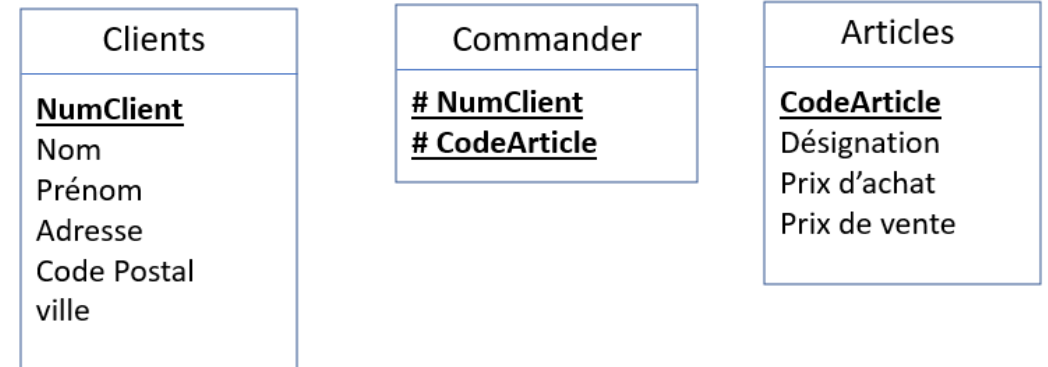 Clients
NumClient
Nom
Prénom
Adresse
Code Postal
ville
Commander
# NumClient
# CodeArticle
Articles
CodeArticle
Désignation
Prix d’achat
Prix de vente